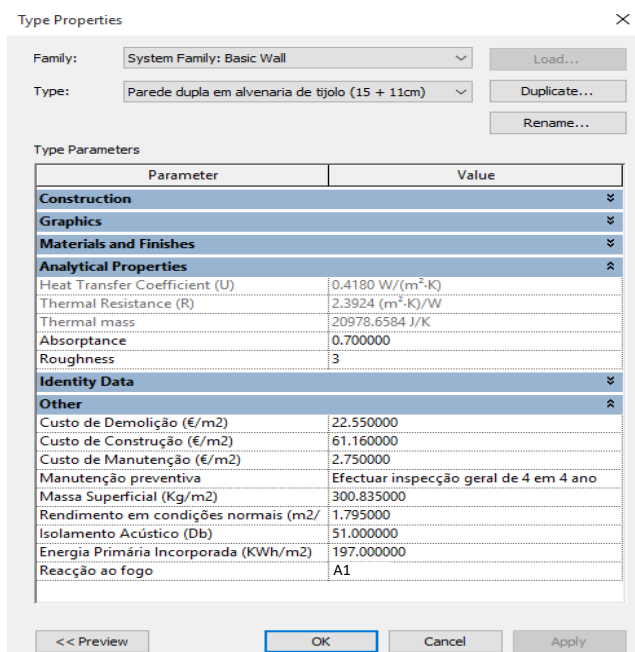 Type Properties
Family: System Family: Basic Wall Load...
Type: Parede dupla em alvenaria de tijolo (15 + 11cm) Duplicate...
Rename...
Type Parameters
Parameter Value
Construction
Graphics
Materials and Finishes
Analytical Properties
Heat Transfer Coefficient (U) 0.4180 W/(m²·K)
Thermal Resistance (R) 2.3924 (m²·K)/W
Thermal mass 20978.6584 J/K
Absorptance 0.700000
Roughness 3
Identity Data
Other
Custo de Demolição (€/m2) 22.550000
Custo de Construção (€/m2) 61.160000
Custo de Manutenção (€/m2) 2.750000
Manutenção preventiva Efectuar inspecção geral de 4 em 4 ano
Massa Superficial (Kg/m2) 300.835000
Rendimento em condições normais (m2/ 1.795000
Isolamento Acústico (Db) 51.000000
Energia Primária Incorporada (KWh/m2) 197.000000
Reacção ao fogo A1
<< Preview OK Cancel Apply